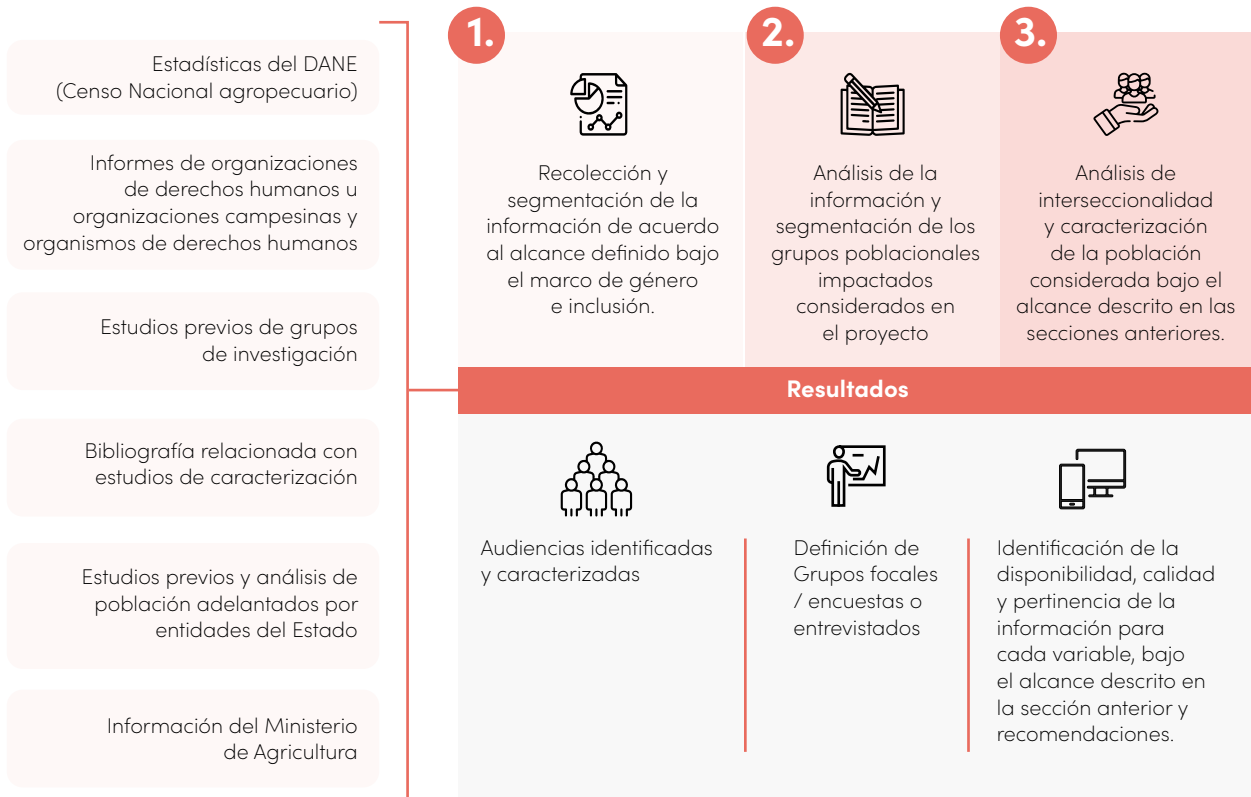 Estadísticas del DANE
(Censo Nacional agropecuario)
Informes de organizaciones
de derechos humanos u
organizaciones campesinas y
organismos de derechos humanos
Estudios previos de grupos
de investigación
Bibliografía relacionada con
estudios de caracterización
Estudios previos y análisis de
población adelantados por
entidades del Estado
Información del Ministerio
de Agricultura
1.
Recolección y
segmentación de la
información de acuerdo
al alcance definido bajo
el marco de género
e inclusión.
2.
Análisis de la
información y
segmentación de los
grupos poblacionales
impactados
considerados en
el proyecto
3.
Análisis de
interseccionalidad
y caracterización
de la población
considerada bajo el
alcance descrito en las
secciones anteriores.
Resultados
Audiencias identificadas
y caracterizadas
Definición de
Grupos focales
/ encuestas o
entrevistados
Identificación de la
disponibilidad, calidad
y pertinencia de la
información para
cada variable, bajo
el alcance descrito en
la sección anterior y
recomendaciones.